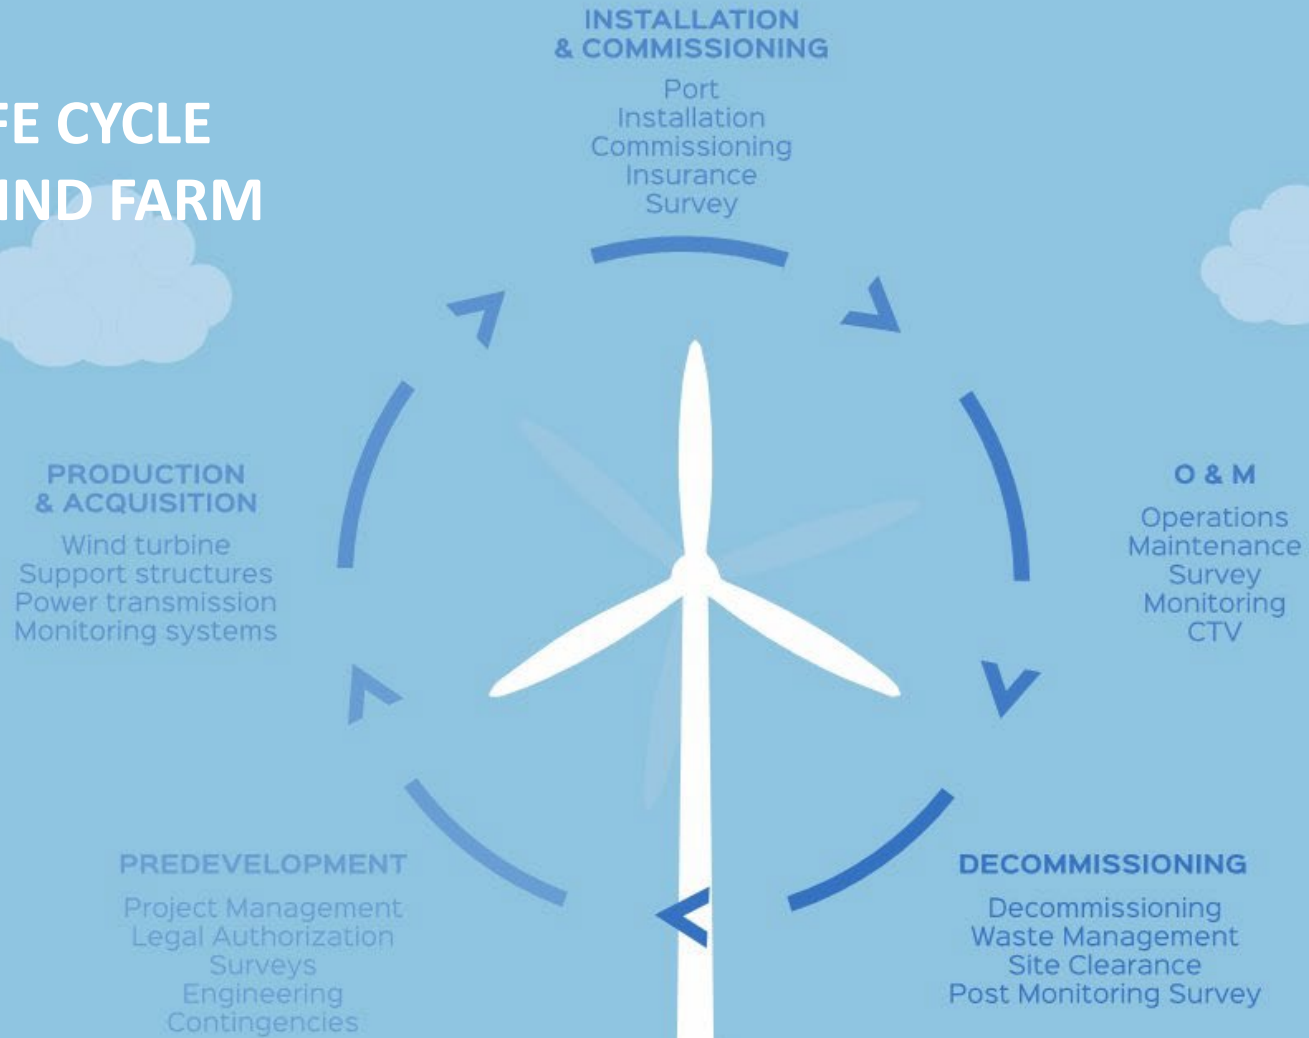 FE CYCLE
IND FARM
INSTALLATION
& COMMISSIONING
Port
Installation
Commissioning
Insurance
Survey
PRODUCTION
& ACQUISITION
Wind turbine
Support structures
Power transmission
Monitoring systems
O & M
Operations
Maintenance
Survey
Monitoring
CTV
PREDEVELOPMENT
Project Management
Legal Authorization
Surveys
Engineering
Contingencies
DECOMMISSIONING
Decommissioning
Waste Management
Site Clearance
Post Monitoring Survey